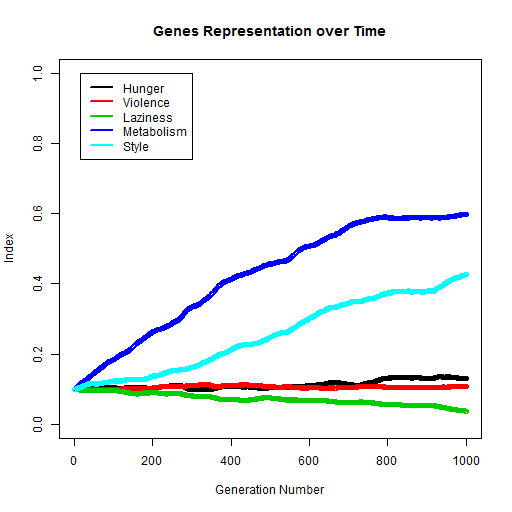 Genes Representation over Time
Hunger
Violence
Laziness
Metabolism
Style
Index
0.0
0.2
0.4
0.6
0.8
1.0
0
200
400
600
800
1000
Generation Number